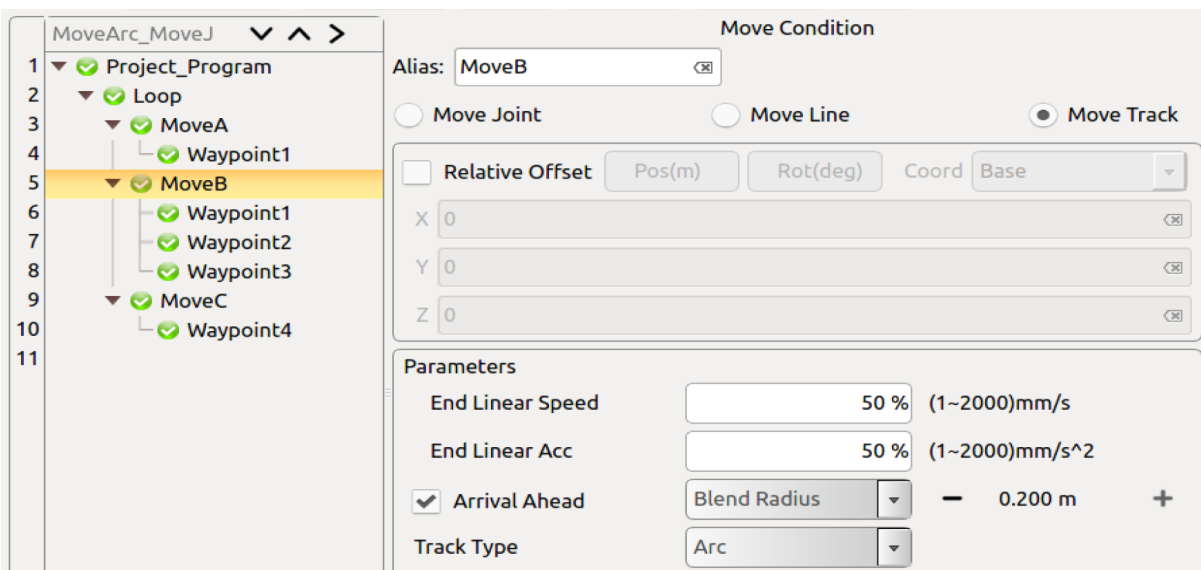 MoveArc_MoveJ
1 Project_Program
2 Loop
3 MoveA
4 Waypoint1
5 MoveB
6 Waypoint1
7 Waypoint2
8 Waypoint3
9 MoveC
10 Waypoint4
11
Move Condition
Alias: MoveB
Move Joint Move Line Move Track
Relative Offset Pos(m) Rot(deg) Coord Base
X 0
Y 0
Z 0
Parameters
End Linear Speed 50 % (1~2000)mm/s
End Linear Acc 50 % (1~2000)mm/s^2
Arrival Ahead Blend Radius − 0.200 m +
Track Type Arc